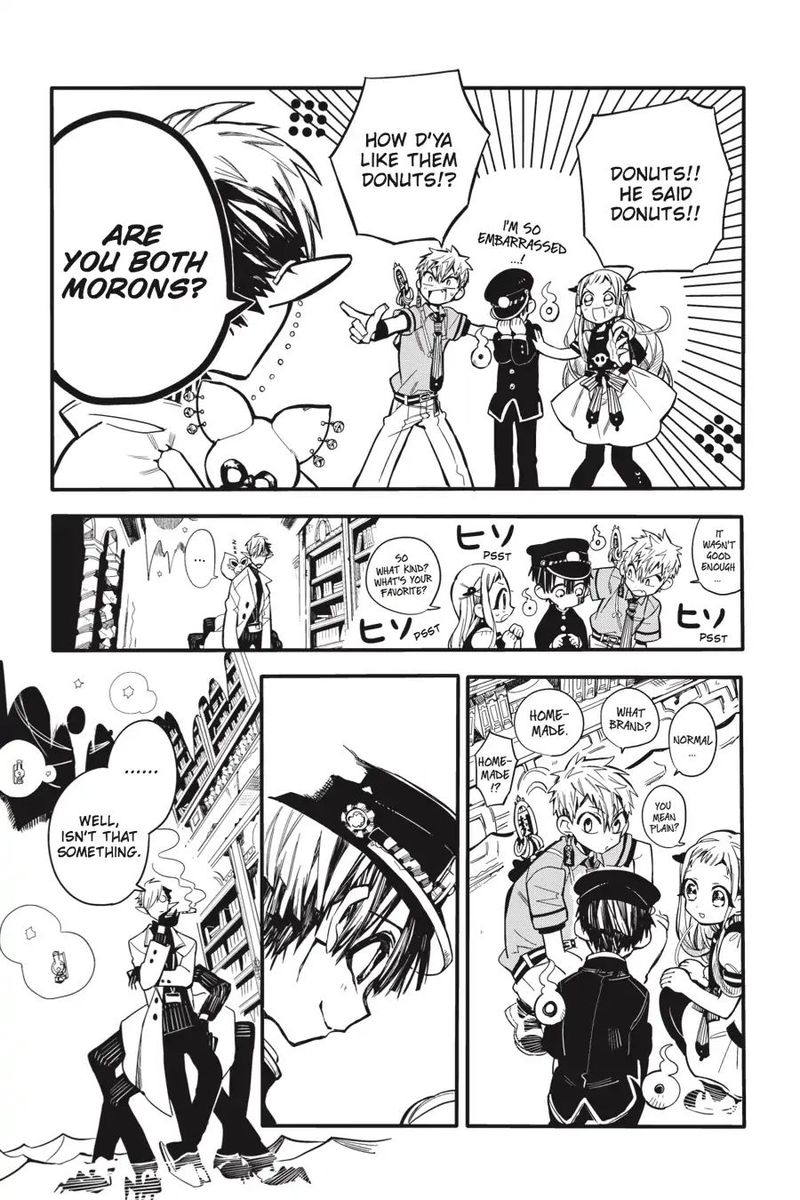 DONUTS!!
HE SAID
DONUTS!!
HOW D'YA
LIKE THEM
DONUTS!?
I'M SO
EMBARRASSED
...!
ARE
YOU BOTH
MORONS?
IT
WASN'T
GOOD
ENOUGH
...
ヒソ
PSST
ヒソ
PSST
PSST
SO
WHAT KIND?
WHAT'S YOUR
FAVORITE?
...
NORMAL
...
WHAT
BRAND?
HOME-
MADE.
HOME-
MADE
!?
YOU
MEAN
PLAIN?
......
WELL,
ISN'T THAT
SOMETHING.